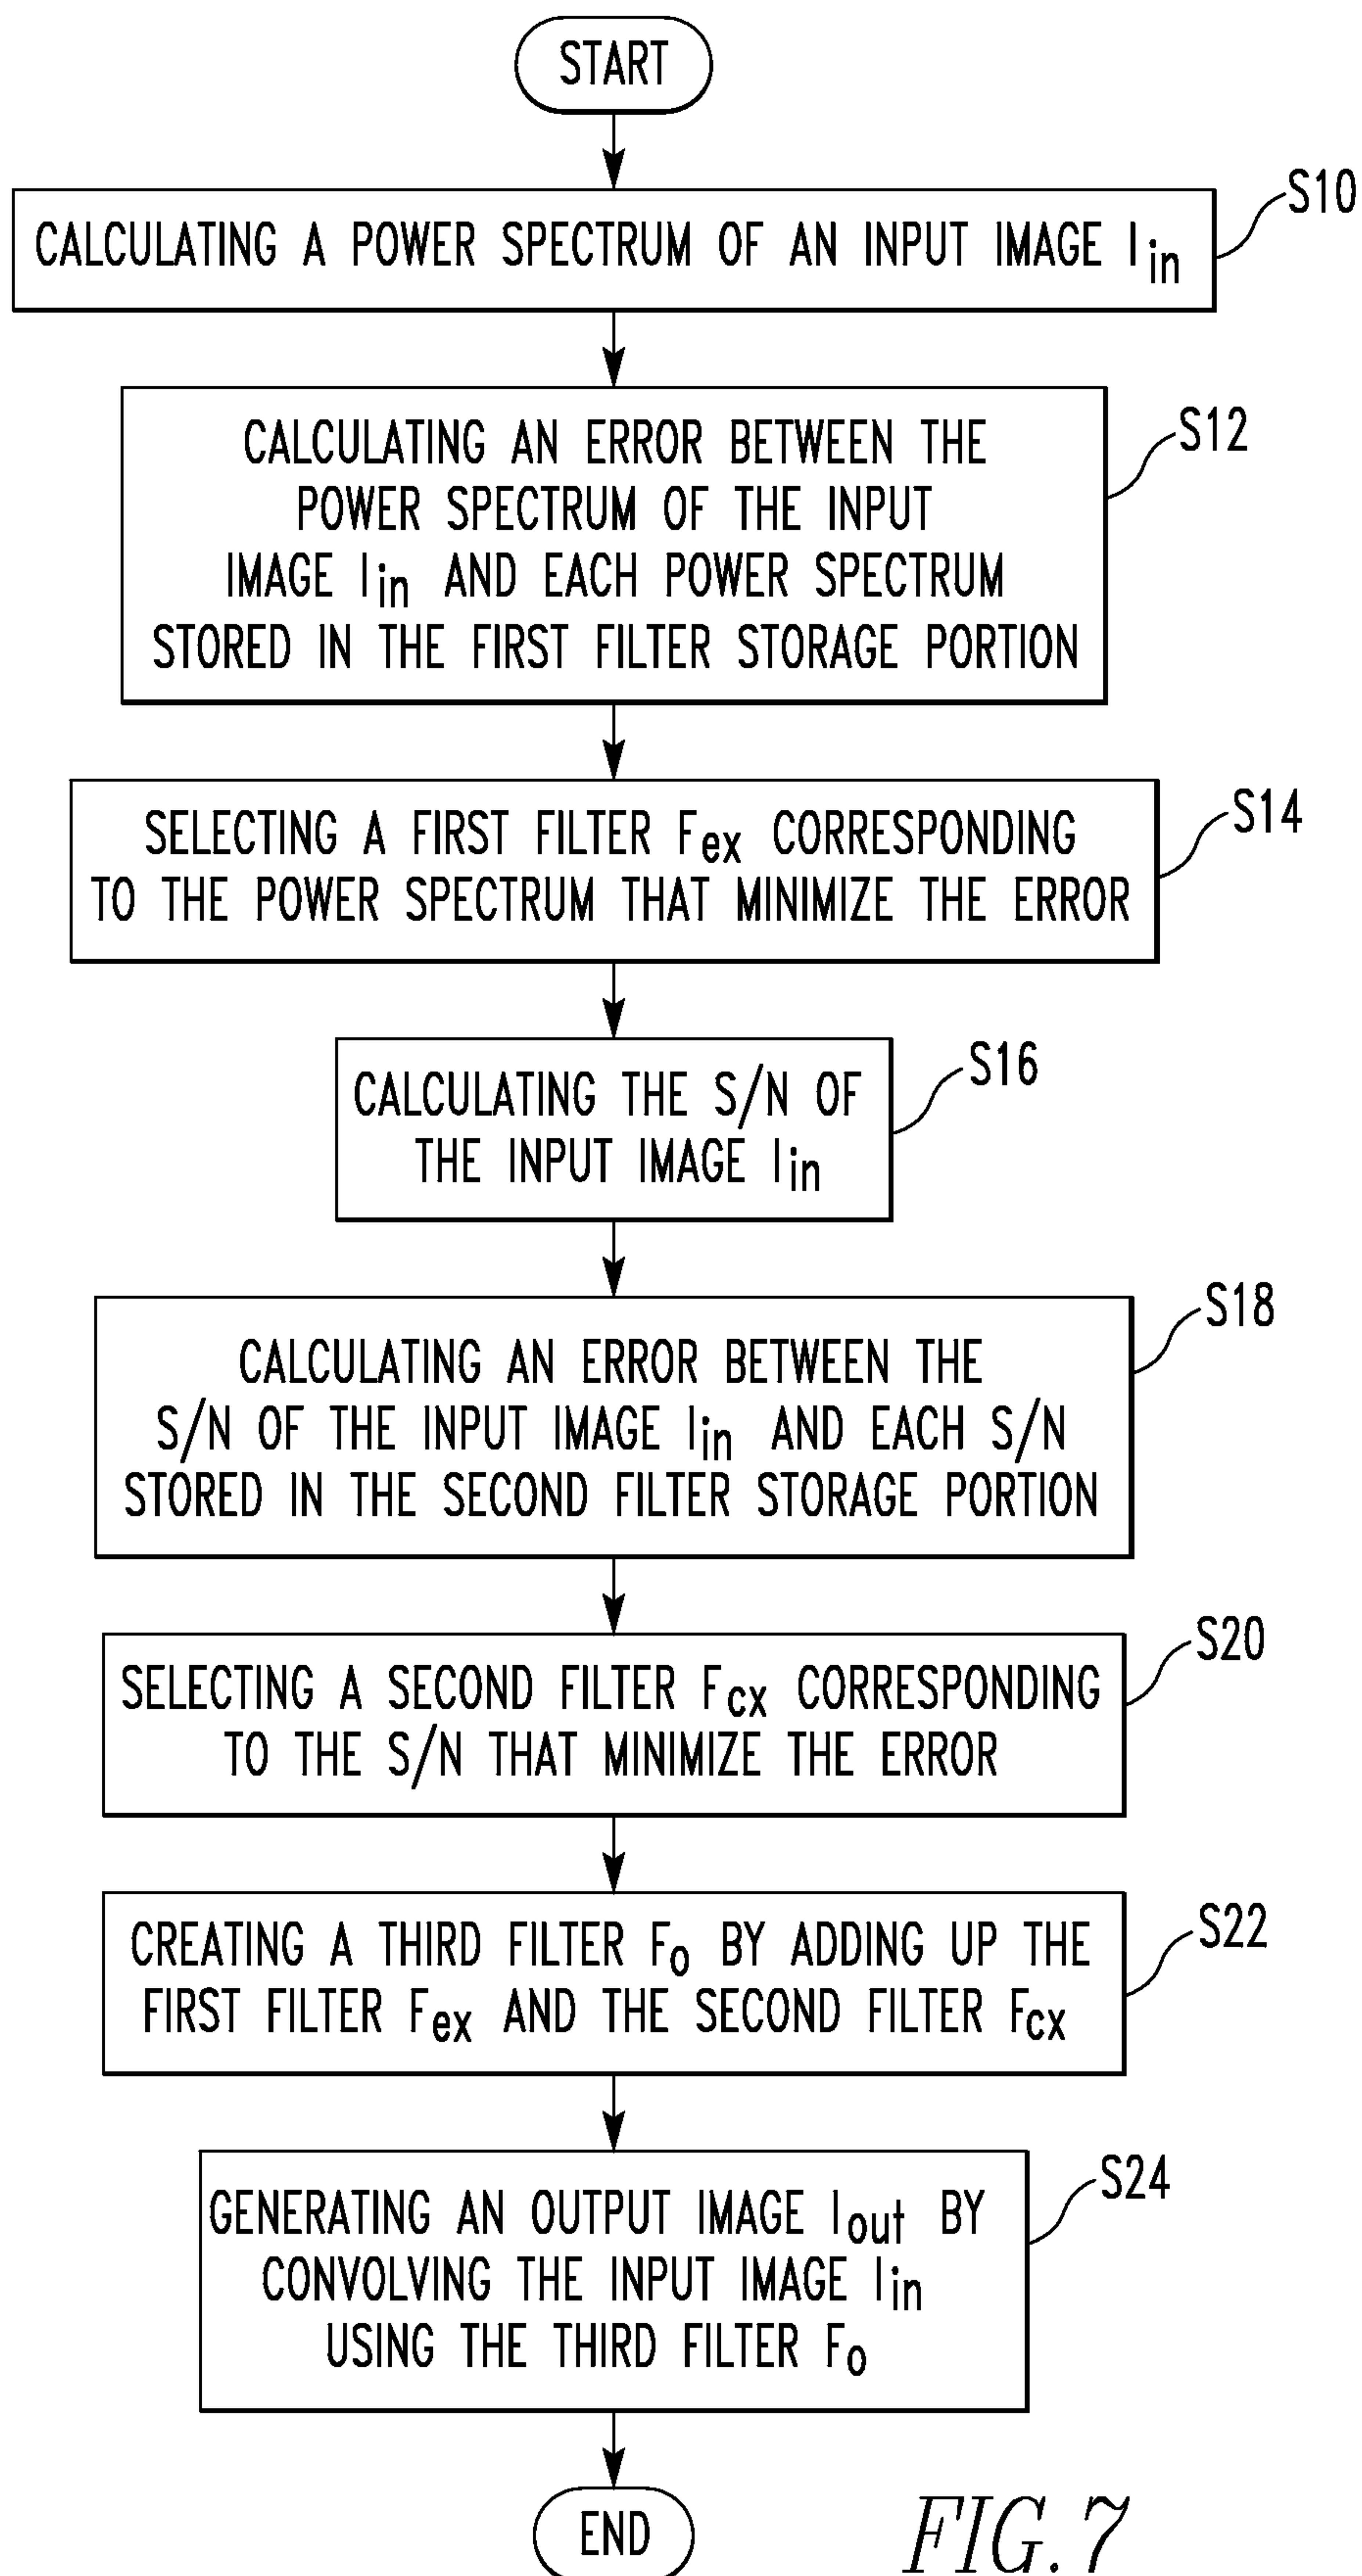 START
S10
CALCULATING A POWER SPECTRUM OF AN INPUT IMAGE Iin
S12
CALCULATING AN ERROR BETWEEN THE
POWER SPECTRUM OF THE INPUT
IMAGE Iin AND EACH POWER SPECTRUM
STORED IN THE FIRST FILTER STORAGE PORTION
S14
SELECTING A FIRST FILTER Fex CORRESPONDING
TO THE POWER SPECTRUM THAT MINIMIZE THE ERROR
S16
CALCULATING THE S/N OF
THE INPUT IMAGE Iin
S18
CALCULATING AN ERROR BETWEEN THE
S/N OF THE INPUT IMAGE Iin AND EACH S/N
STORED IN THE SECOND FILTER STORAGE PORTION
S20
SELECTING A SECOND FILTER Fcx CORRESPONDING
TO THE S/N THAT MINIMIZE THE ERROR
S22
CREATING A THIRD FILTER Fo BY ADDING UP THE
FIRST FILTER Fex AND THE SECOND FILTER Fcx
S24
GENERATING AN OUTPUT IMAGE Iout BY
CONVOLVING THE INPUT IMAGE Iin
USING THE THIRD FILTER Fo
END
FIG. 7